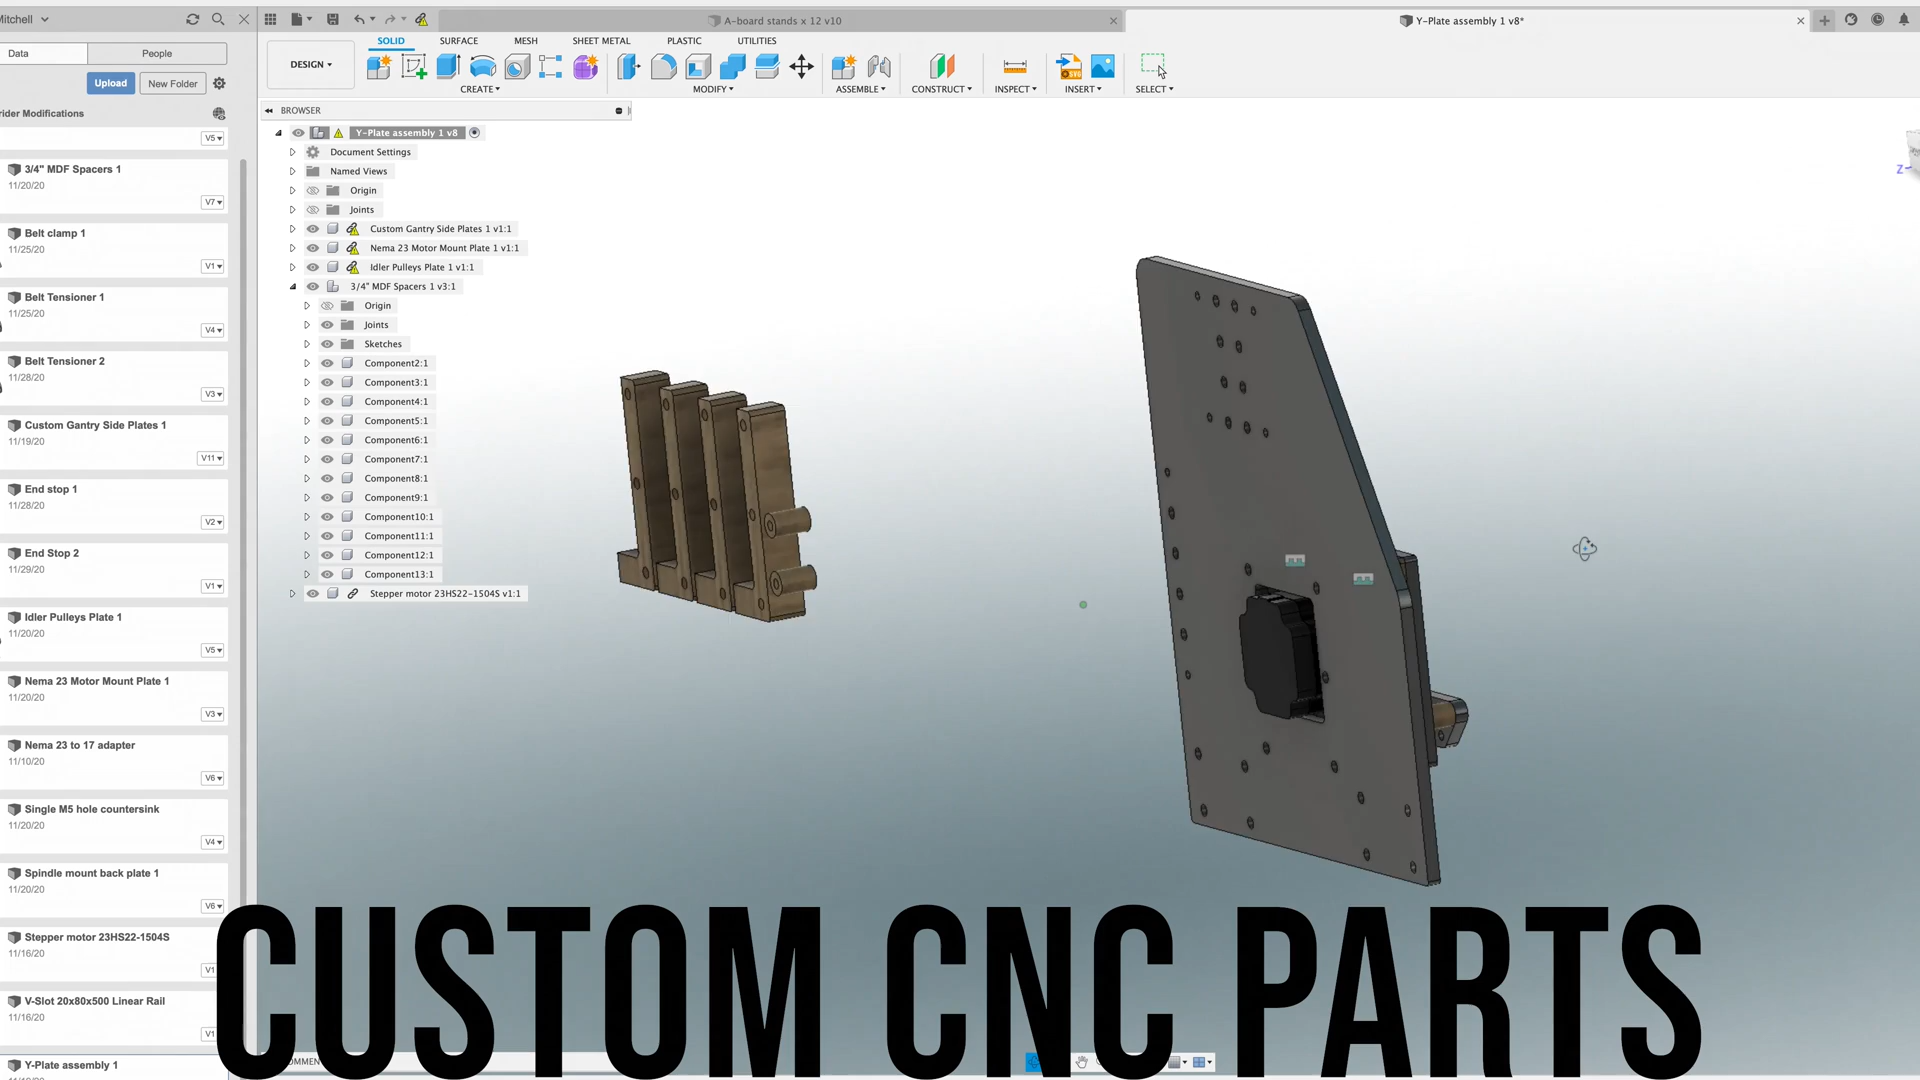 Mitchell
A-board stands x 12 v10
Y-Plate assembly 1 v8*
Data
People
Upload
New Folder
rider Modifications
V5
3/4" MDF Spacers 1
11/20/20
V7
Belt clamp 1
11/25/20
V1
Belt Tensioner 1
11/25/20
V4
Belt Tensioner 2
11/28/20
V3
Custom Gantry Side Plates 1
11/19/20
V11
End stop 1
11/28/20
V2
End Stop 2
11/29/20
V1
Idler Pulleys Plate 1
11/20/20
V5
Nema 23 Motor Mount Plate 1
11/20/20
V3
Nema 23 to 17 adapter
11/10/20
V6
Single M5 hole countersink
11/20/20
V4
Spindle mount back plate 1
11/20/20
V6
Stepper motor 23HS22-1504S
11/16/20
V1
V-Slot 20x80x500 Linear Rail
11/16/20
V1
Y-Plate assembly 1
DESIGN
SOLID
SURFACE
MESH
SHEET METAL
PLASTIC
UTILITIES
CREATE
MODIFY
ASSEMBLE
CONSTRUCT
INSPECT
INSERT
SELECT
BROWSER
Y-Plate assembly 1 v8
Document Settings
Named Views
Origin
Joints
Custom Gantry Side Plates 1 v1:1
Nema 23 Motor Mount Plate 1 v1:1
Idler Pulleys Plate 1 v1:1
3/4" MDF Spacers 1 v3:1
Origin
Joints
Sketches
Component2:1
Component3:1
Component4:1
Component5:1
Component6:1
Component7:1
Component8:1
Component9:1
Component10:1
Component11:1
Component12:1
Component13:1
Stepper motor 23HS22-1504S v1:1
Z
CUSTOM CNC PARTS